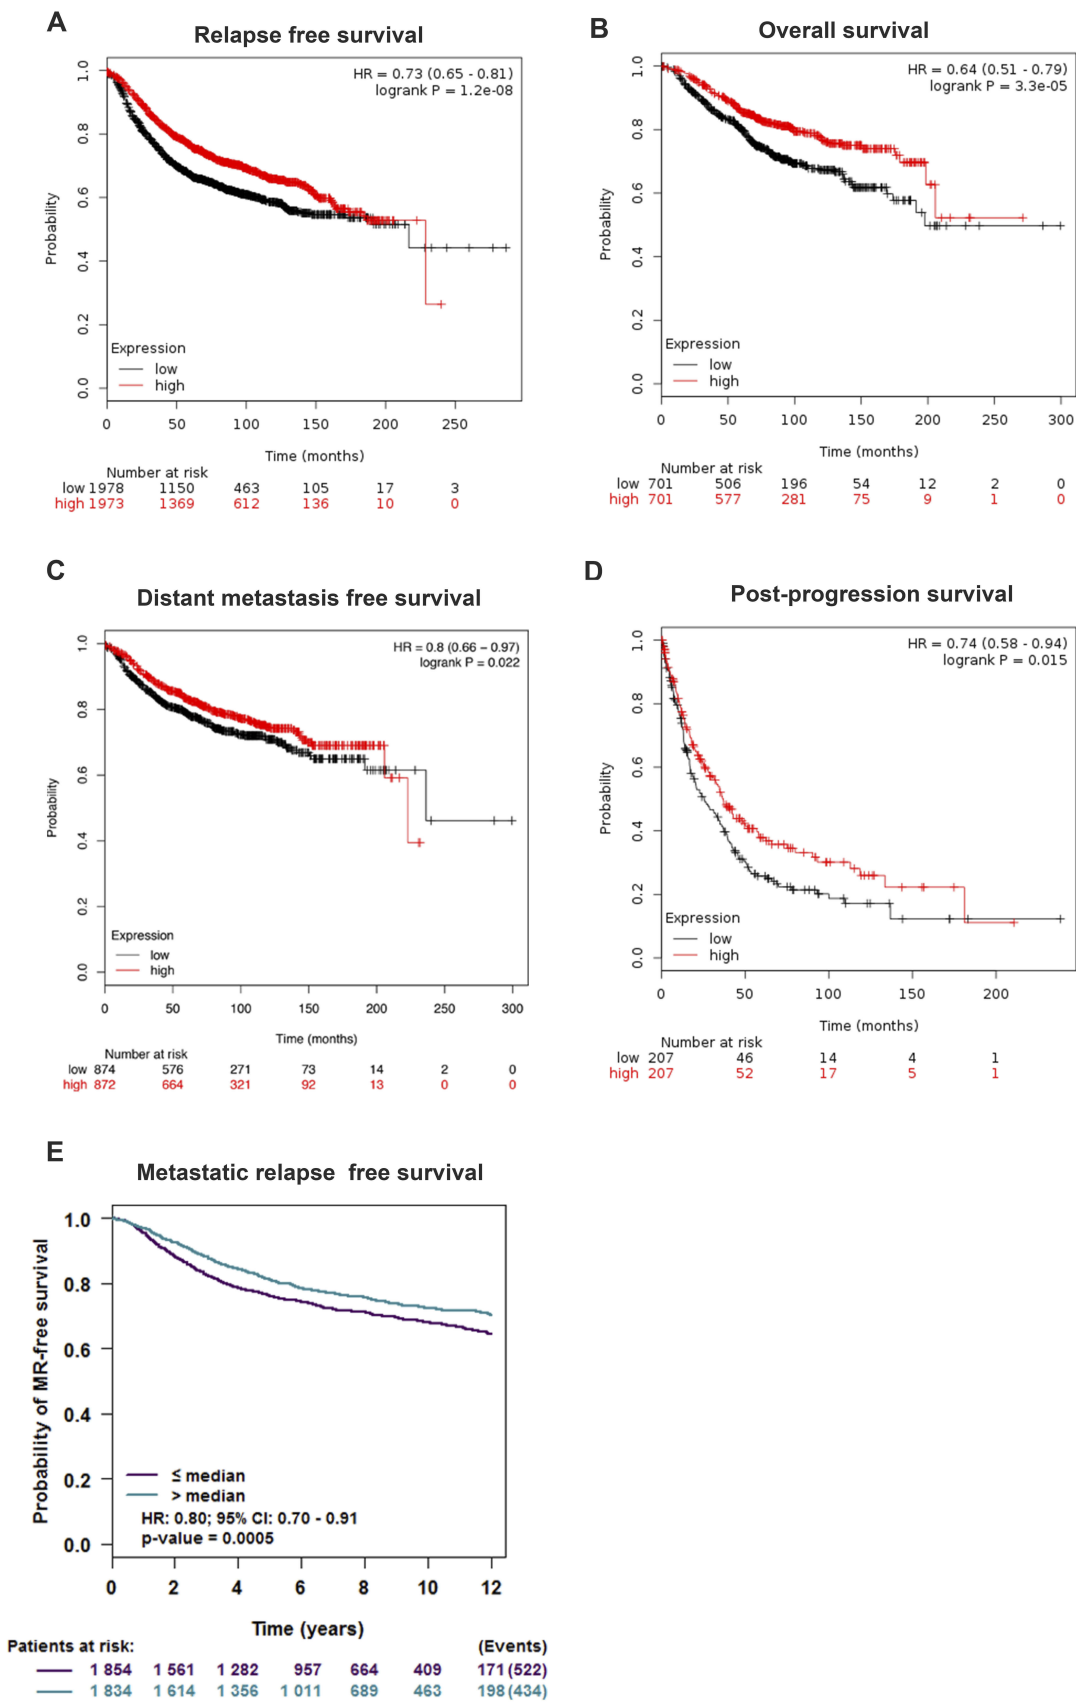 A
Relapse free survival
HR = 0.73 (0.65 - 0.81)
logrank P = 1.2e-08
Probability
1.0
0.8
0.6
0.4
0.2
0.0
Expression
low
high
0 50 100 150 200 250
Time (months)
Number at risk
low 1978 1150 463 105 17 3
high 1973 1369 612 136 10 0
B
Overall survival
HR = 0.64 (0.51 - 0.79)
logrank P = 3.3e-05
Probability
1.0
0.8
0.6
0.4
0.2
0.0
Expression
low
high
0 50 100 150 200 250 300
Time (months)
Number at risk
low 701 506 196 54 12 2 0
high 701 577 281 75 9 1 0
C
Distant metastasis free survival
HR = 0.8 (0.66 – 0.97)
logrank P = 0.022
Probability
1.0
0.8
0.6
0.4
0.2
0.0
Expression
low
high
0 50 100 150 200 250 300
Time (months)
Number at risk
low 874 576 271 73 14 2 0
high 872 664 321 92 13 0 0
D
Post-progression survival
HR = 0.74 (0.58 - 0.94)
logrank P = 0.015
Probability
1.0
0.8
0.6
0.4
0.2
0.0
Expression
low
high
0 50 100 150 200
Time (months)
Number at risk
low 207 46 14 4 1
high 207 52 17 5 1
E
Metastatic relapse free survival
Probability of MR-free survival
1.0
0.8
0.6
0.4
0.2
0.0
≤ median
> median
HR: 0.80; 95% CI: 0.70 - 0.91
p-value = 0.0005
0 2 4 6 8 10 12
Time (years)
Patients at risk: (Events)
1 854 1 561 1 282 957 664 409 171 (522)
1 834 1 614 1 356 1 011 689 463 198 (434)